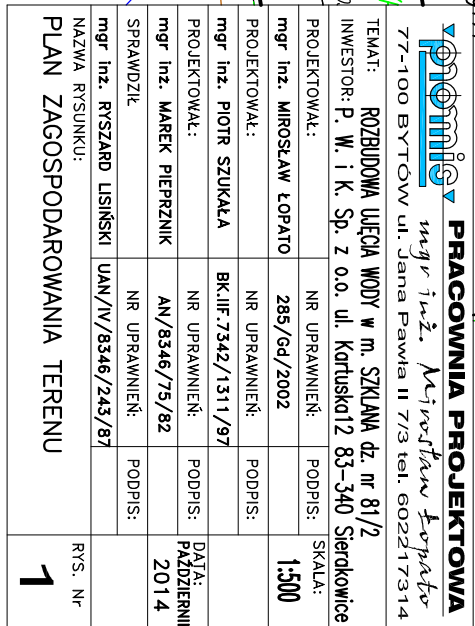 pnomic PRACOWNIA PROJEKTOWA
mgr inż. Mirosław Łopato
77-100 BYTÓW ul. Jana Pawła II 7/3 tel. 602217314
TEMAT: ROZBUDOWA UJĘCIA WODY w m. SZKLANA dz. nr 81/2
INWESTOR: P. W. i K. Sp. z o.o. ul. Kartuska12 83-340 Sierakowice
PROJEKTOWAŁ: NR UPRAWNIEŃ: PODPIS: SKALA:
mgr inż. MIROSŁAW ŁOPATO 285/Gd/2002 1:500
PROJEKTOWAŁ: NR UPRAWNIEŃ: PODPIS:
mgr inż. PIOTR SZUKAŁA BK.IIF.7342/1311/97
PROJEKTOWAŁ: NR UPRAWNIEŃ: PODPIS: DATA:
PAŹDZIERNI
mgr inż. MAREK PIEPRZNIK AN/8346/75/82 2014
SPRAWDZIŁ NR UPRAWNIEŃ: PODPIS:
mgr inż. RYSZARD LISIŃSKI UAN/IV/8346/243/87
NAZWA RYSUNKU: RYS. Nr
PLAN ZAGOSPODAROWANIA TERENU 1